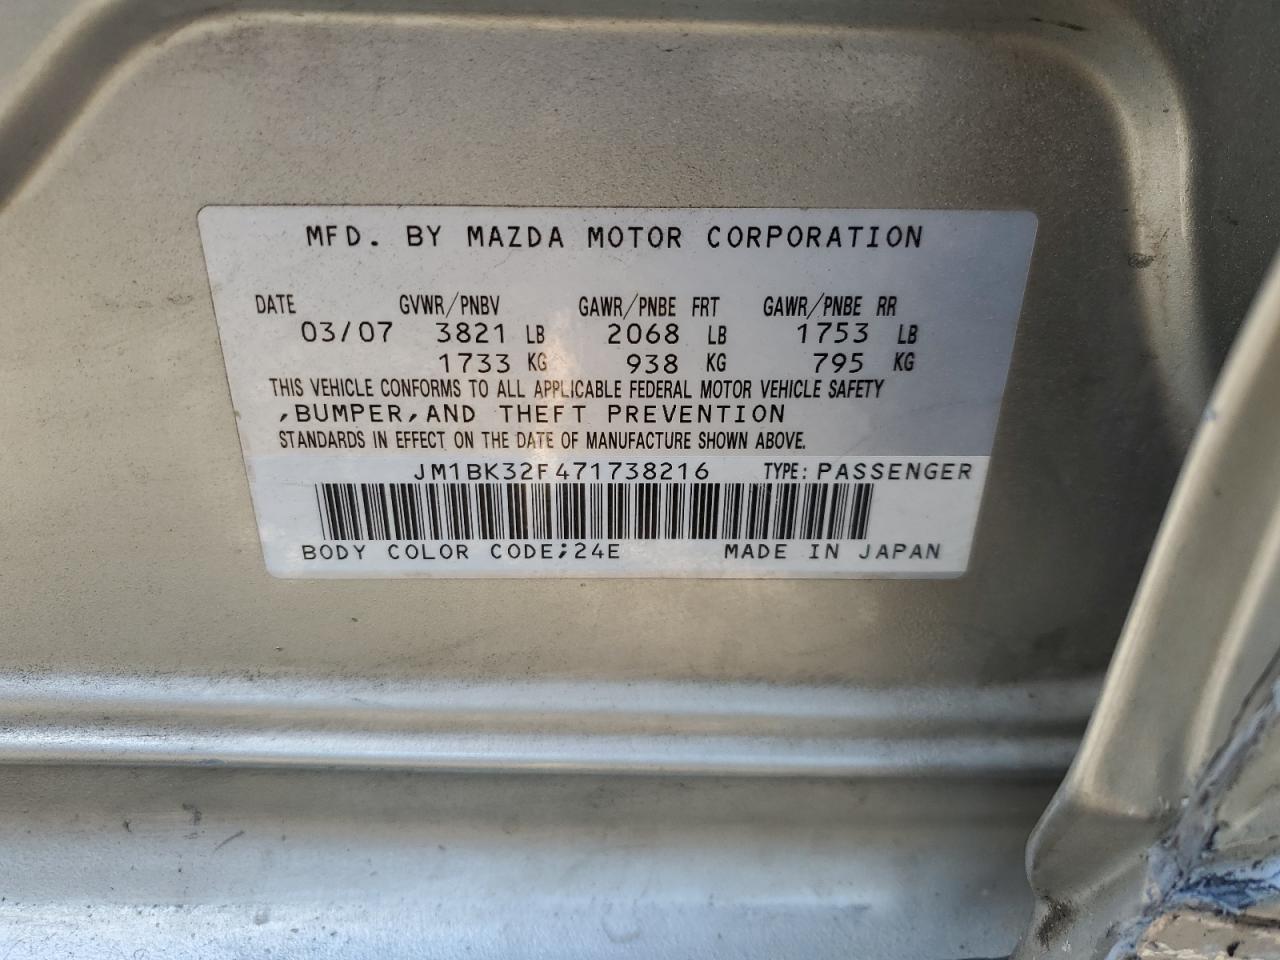 MFD. BY MAZDA MOTOR CORPORATION
DATE GVWR/PNBV GAWR/PNBE FRT GAWR/PNBE RR
03/07 3821 LB 2068 LB 1753 LB
1733 KG 938 KG 795 KG
THIS VEHICLE CONFORMS TO ALL APPLICABLE FEDERAL MOTOR VEHICLE SAFETY
,BUMPER,AND THEFT PREVENTION
STANDARDS IN EFFECT ON THE DATE OF MANUFACTURE SHOWN ABOVE.
JM1BK32F471738216 TYPE: PASSENGER
BODY COLOR CODE;24E MADE IN JAPAN